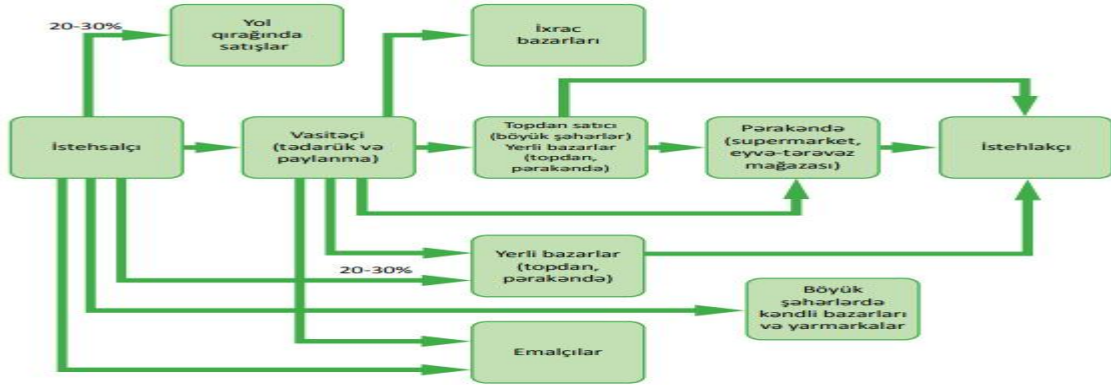 20-30%
Yol
qırağında
satışlar
İxrac
bazarları
İstehsalçı
Vasitəçi
(tədarük və
paylanma)
Topdan satıcı
(böyük şəhərlər)
Yerli bazarlar
(topdan,
pərakəndə)
Pərakəndə
(supermarket,
eyvə-tərəvəz
mağazası)
İstehlakçı
20-30%
Yerli bazarlar
(topdan,
pərakəndə)
Böyük
şəhərlərdə
kəndli bazarları
və yarmarkalar
Emalçılar